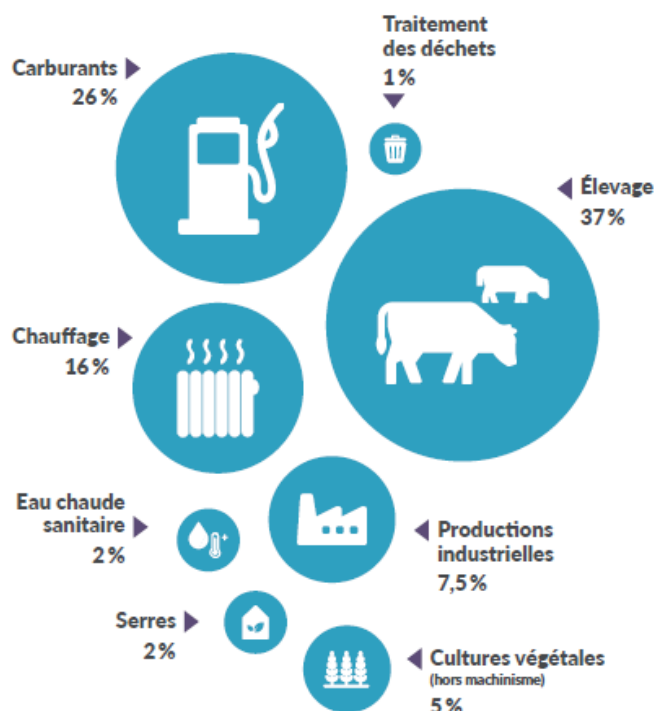 Traitement
des déchets
1 %
Carburants
26 %
Élevage
37 %
Chauffage
16 %
Eau chaude
sanitaire
2 %
Productions
industrielles
7,5 %
Serres
2 %
Cultures végétales
(hors machinisme)
5 %